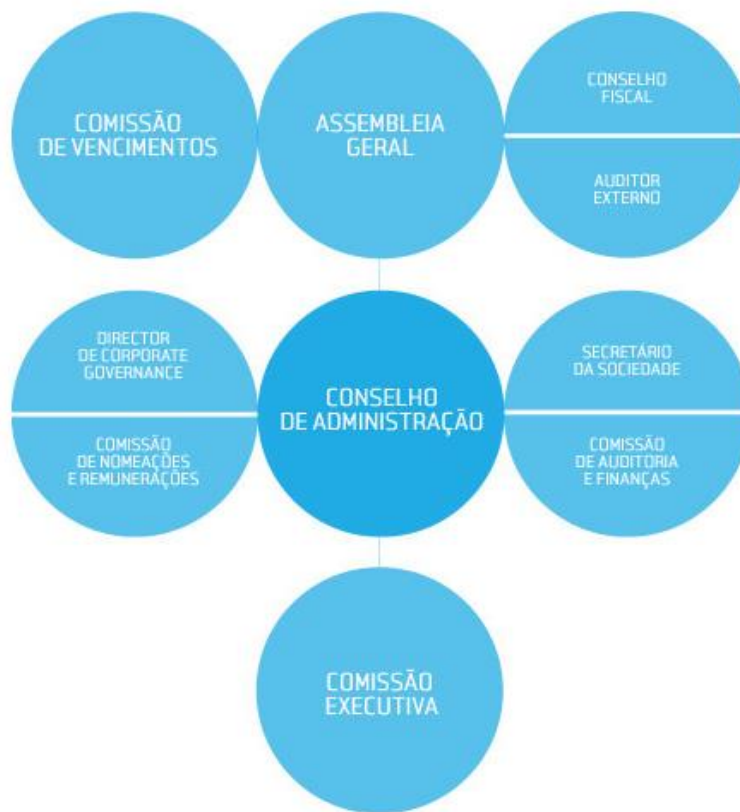 COMISSÃO
DE VENCIMENTOS
ASSEMBLEIA
GERAL
CONSELHO
FISCAL
AUDITOR
EXTERNO
DIRECTOR
DE CORPORATE
GOVERNANCE
COMISSÃO
DE NOMEAÇÕES
E REMUNERAÇÕES
CONSELHO
DE ADMINISTRAÇÃO
SECRETÁRIO
DA SOCIEDADE
COMISSÃO
DE AUDITORIA
E FINANÇAS
COMISSÃO
EXECUTIVA